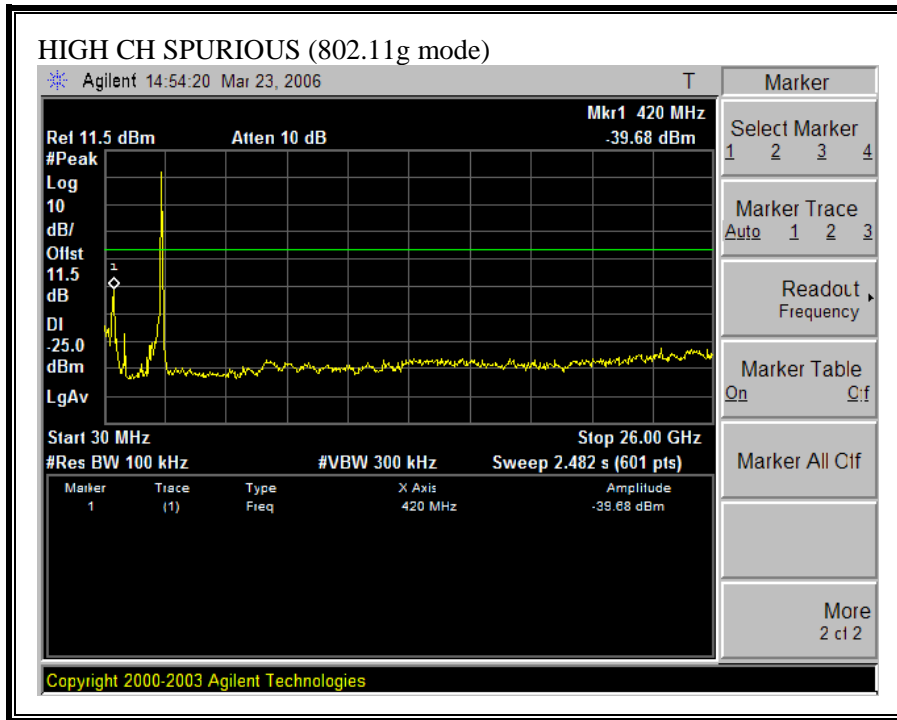 HIGH CH SPURIOUS (802.11g mode)
Agilent 14:54:20 Mar 23, 2006 T
Marker
Mkr1 420 MHz
Ref 11.5 dBm Atten 10 dB -39.68 dBm
#Peak
Log
10
dB/
Offst
11.5
dB
DI
-25.0
dBm
LgAv
1
Start 30 MHz Stop 26.00 GHz
#Res BW 100 kHz #VBW 300 kHz Sweep 2.482 s (601 pts)
Marker Trace Type X Axis Amplitude
1 (1) Freq 420 MHz -39.68 dBm
Select Marker
1 2 3 4
Marker Trace
Auto 1 2 3
Readout
Frequency
Marker Table
On Off
Marker All Off
More
2 of 2
Copyright 2000-2003 Agilent Technologies